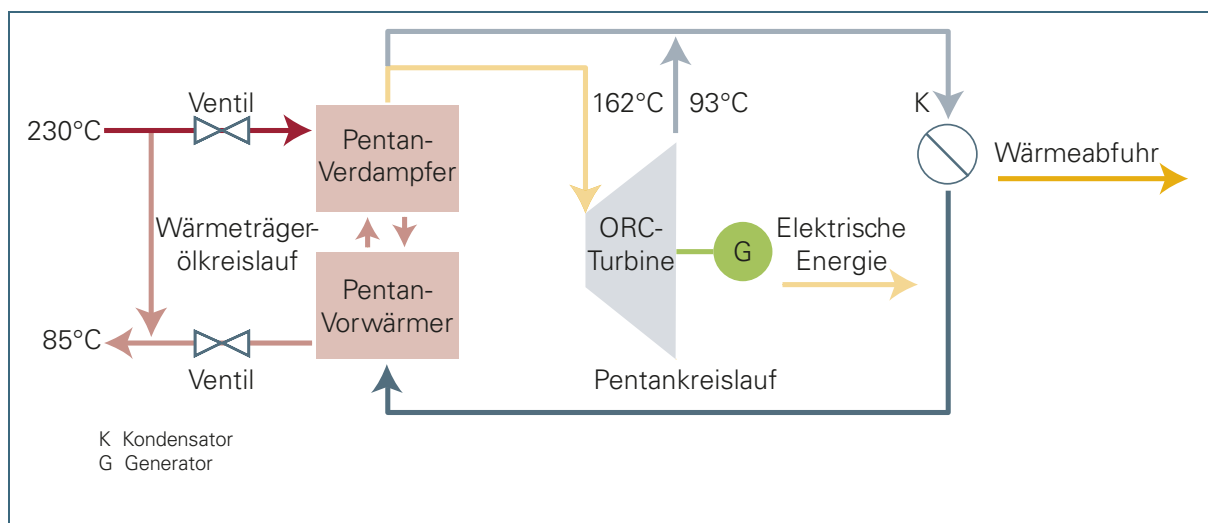 Ventil
230°C
Pentan-
Verdampfer
162°C
93°C
K
Wärmeabfuhr
Wärmeträger-
ölkreislauf
ORC-
Turbine
G
Elektrische
Energie
Pentan-
Vorwärmer
85°C
Ventil
Pentankreislauf
K Kondensator
G Generator